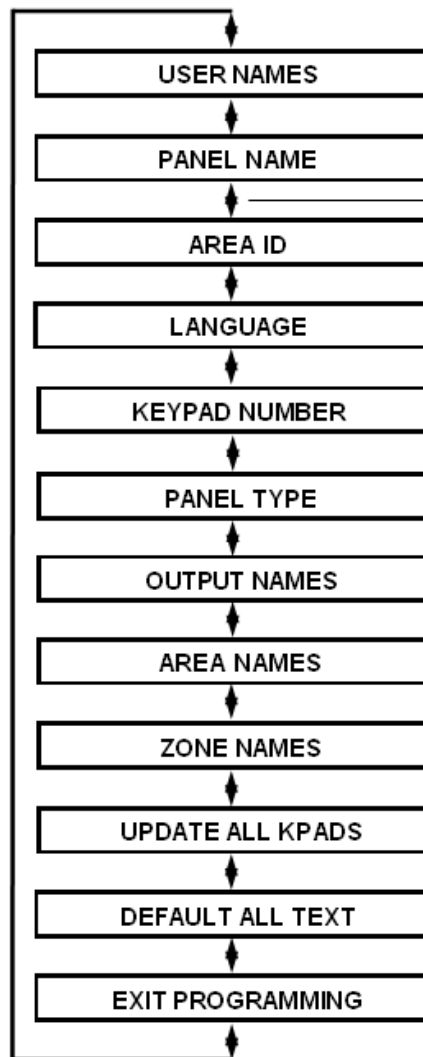 USER NAMES
PANEL NAME
AREA ID
LANGUAGE
KEYPAD NUMBER
PANEL TYPE
OUTPUT NAMES
AREA NAMES
ZONE NAMES
UPDATE ALL KPADS
DEFAULT ALL TEXT
EXIT PROGRAMMING